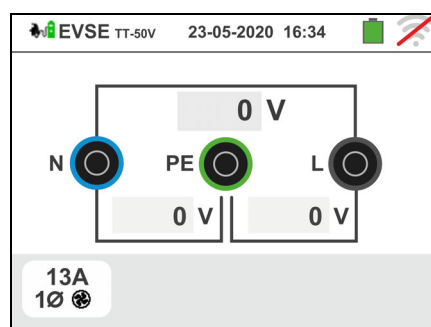 EVSE TT-50V 23-05-2020 16:34
0 V
N PE L
0 V 0 V
13A
1Ø